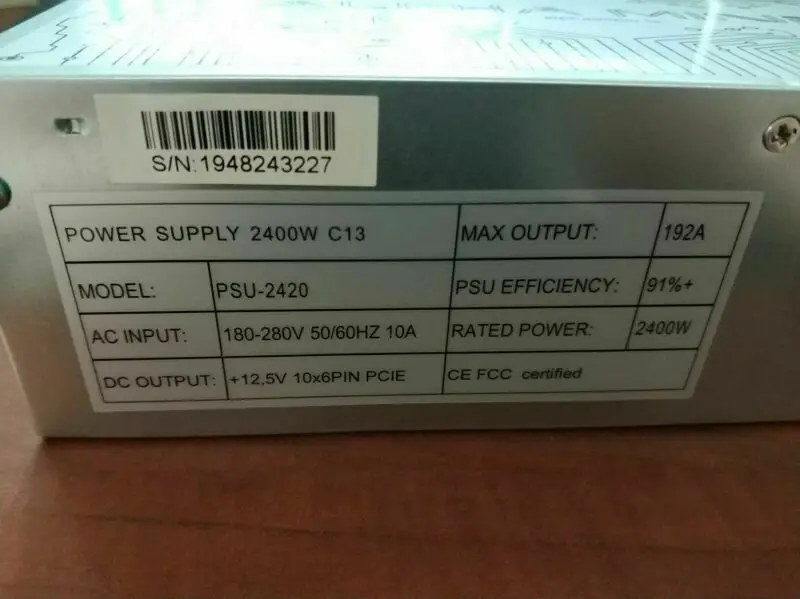 S/N: 1948243227
POWER SUPPLY 2400W C13 MAX OUTPUT: 192A
MODEL: PSU-2420 PSU EFFICIENCY: 91%+
AC INPUT: 180-280V 50/60HZ 10A RATED POWER: 2400W
DC OUTPUT: +12,5V 10x6PIN PCIE CE FCC certified